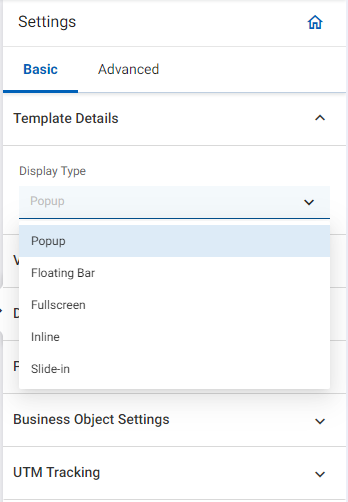 Settings
Basic Advanced
Template Details
Display Type
Popup
Popup
Floating Bar
Fullscreen
Inline
Slide-in
Business Object Settings
UTM Tracking